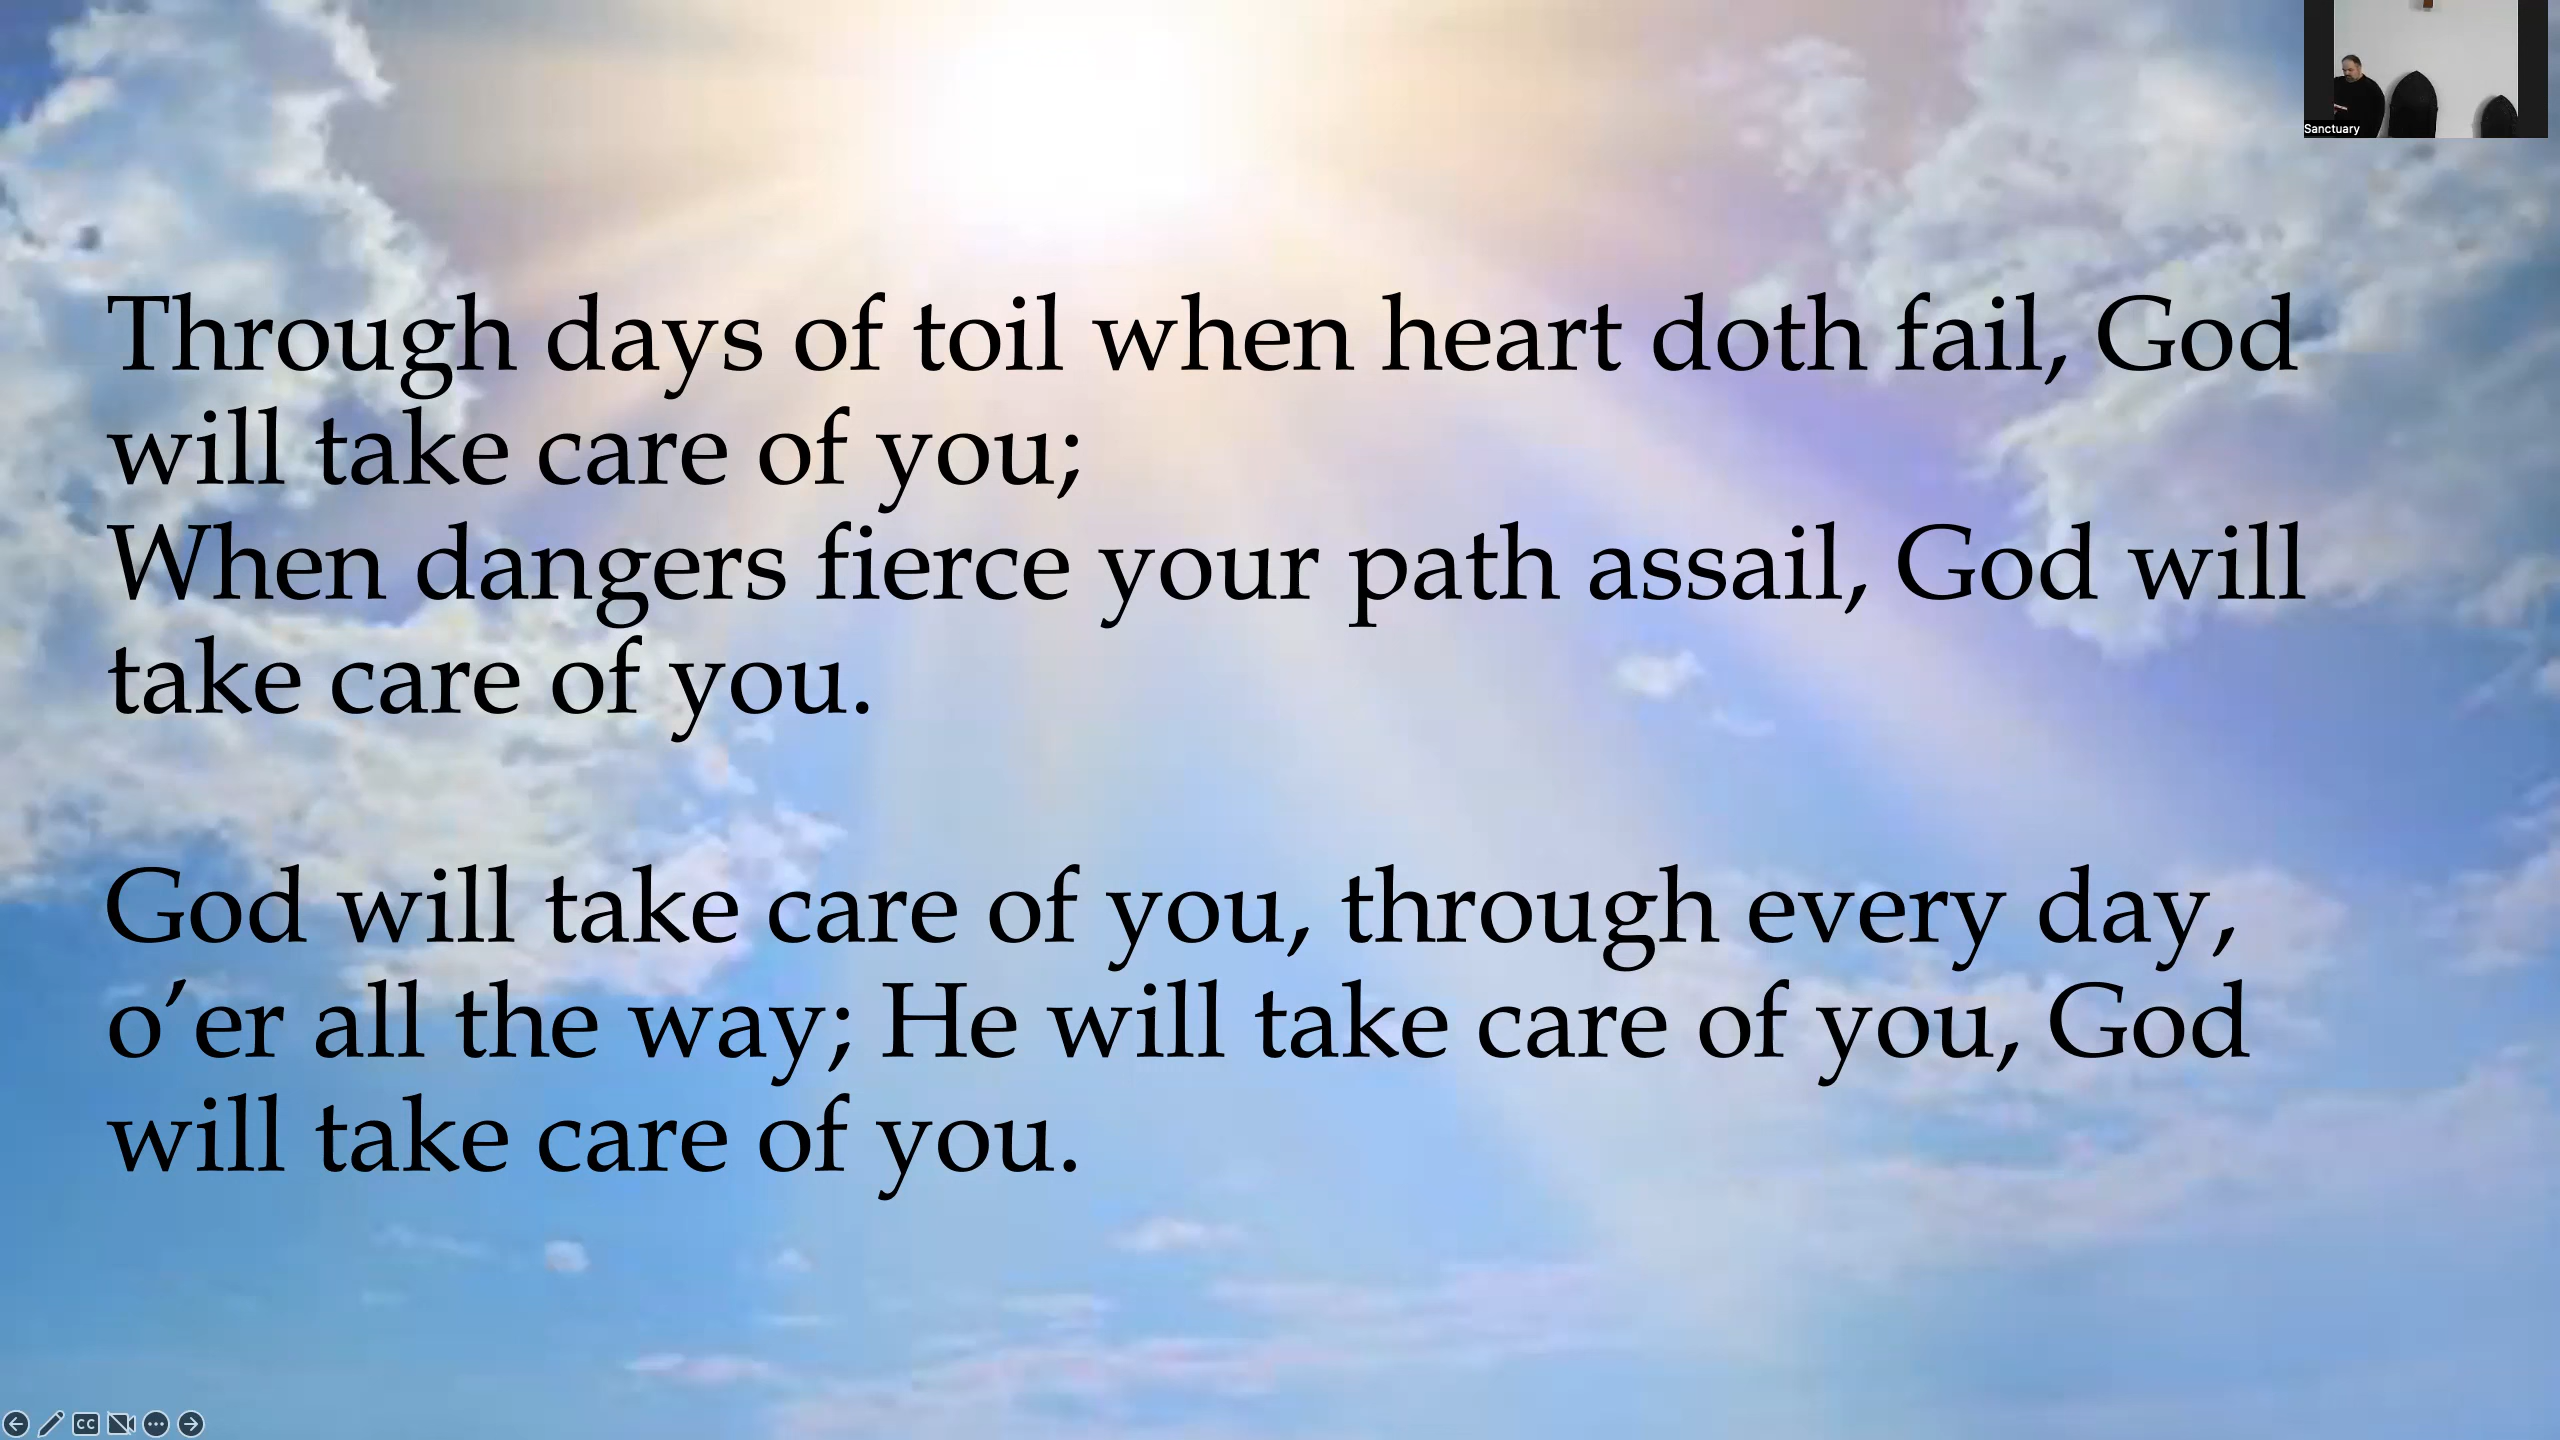 Sanctuary
Through days of toil when heart doth fail, God
will take care of you;
When dangers fierce your path assail, God will
take care of you.
God will take care of you, through every day,
o’er all the way; He will take care of you, God
will take care of you.
CC